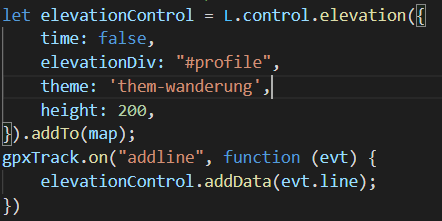 let elevationControl = L.control.elevation({
    time: false,
    elevationDiv: "#profile",
    theme: 'them-wanderung',
    height: 200,
}).addTo(map);
gpxTrack.on("addline", function (evt) {
    elevationControl.addData(evt.line);
})